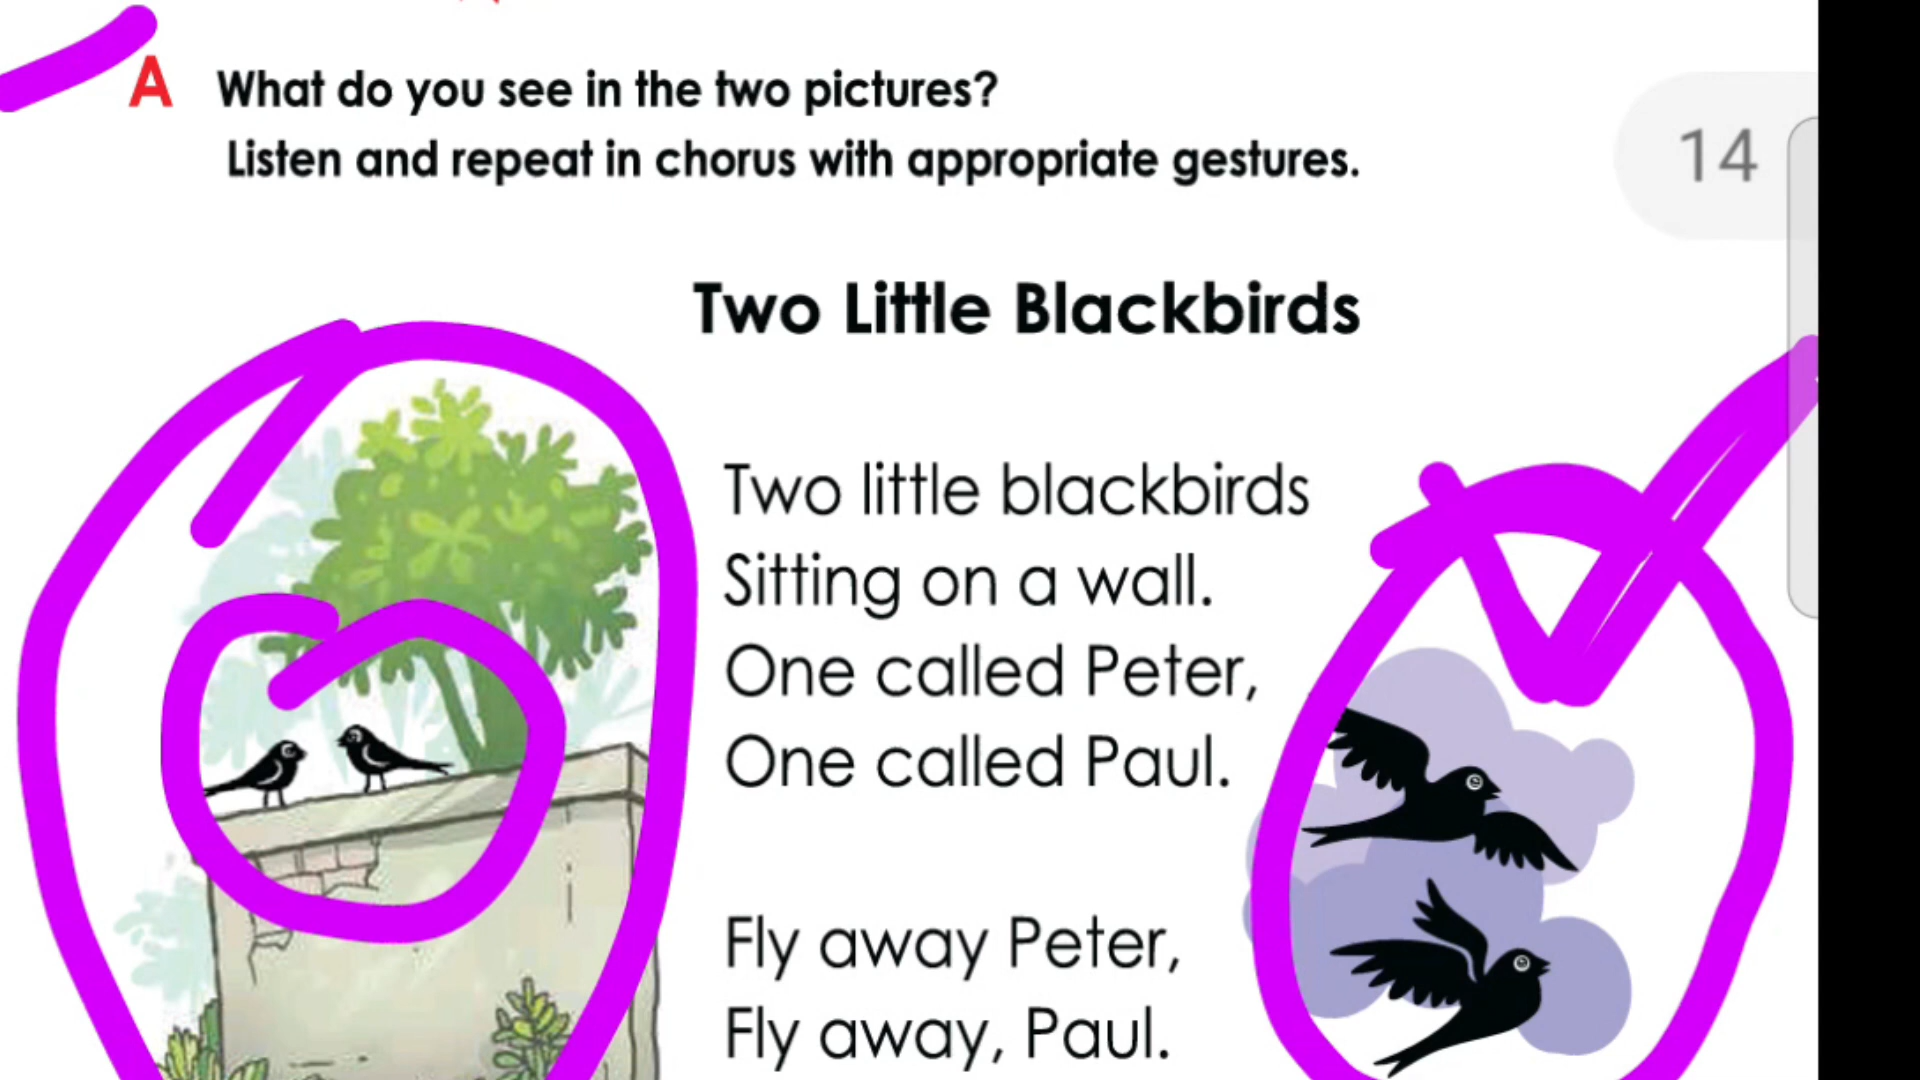 A What do you see in the two pictures?
Listen and repeat in chorus with appropriate gestures.
14
Two Little Blackbirds
Two little blackbirds
Sitting on a wall.
One called Peter,
One called Paul.
Fly away Peter,
Fly away, Paul.